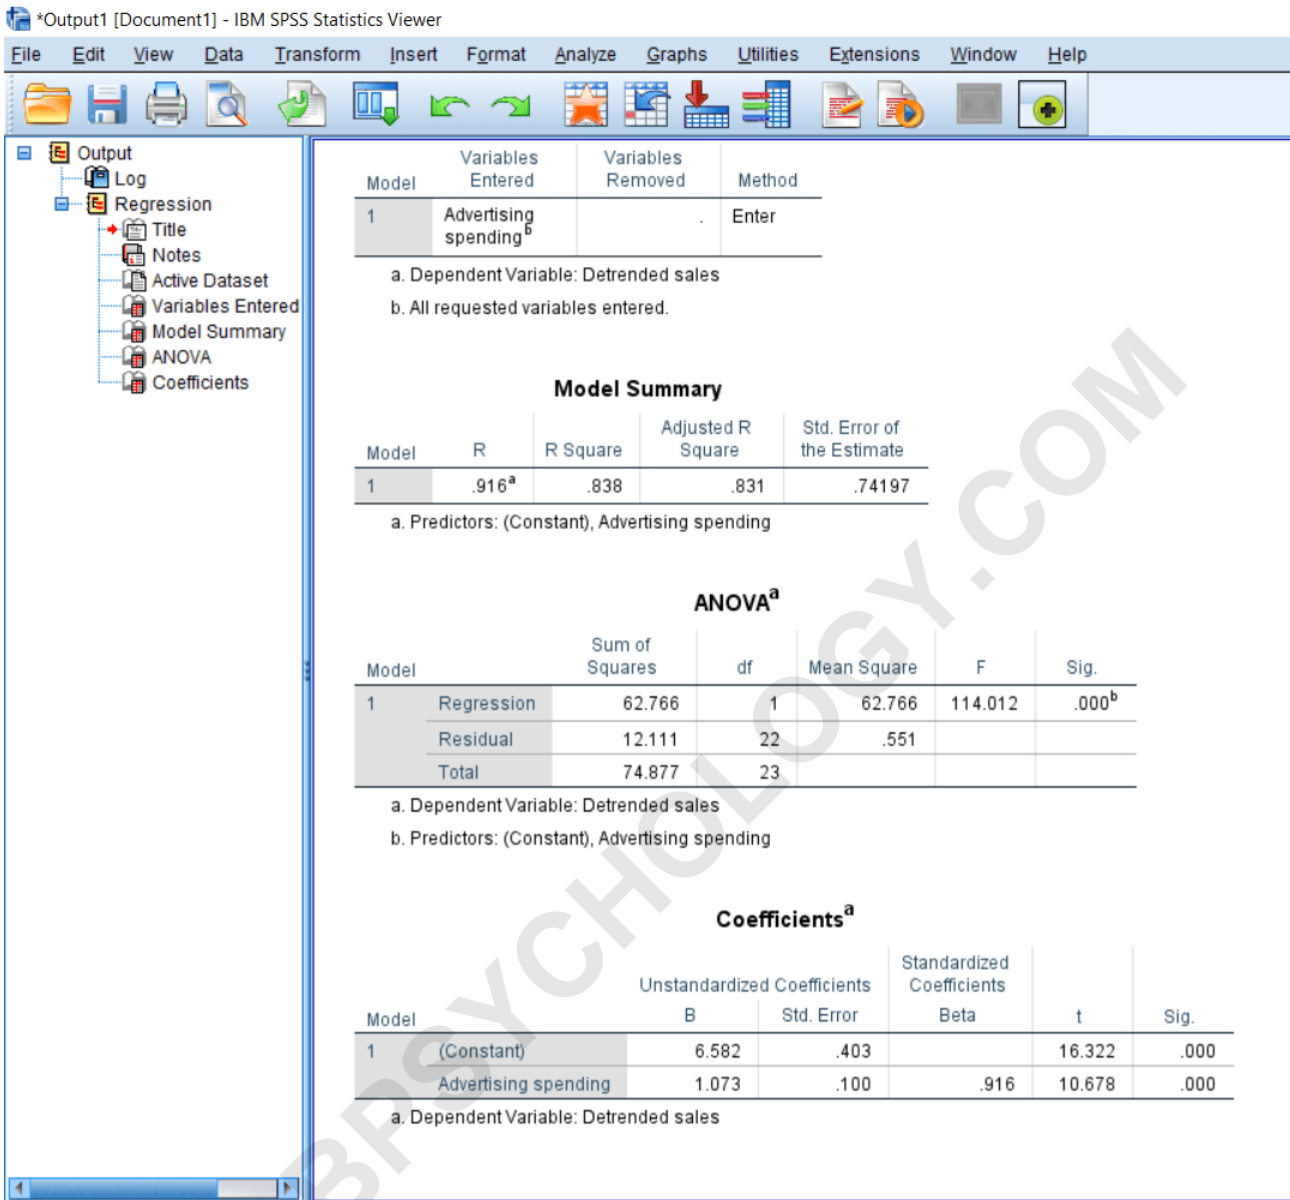 *Output1 [Document1] - IBM SPSS Statistics Viewer
File Edit View Data Transform Insert Format Analyze Graphs Utilities Extensions Window Help
Output
Log
Regression
Title
Notes
Active Dataset
Variables Entered
Model Summary
ANOVA
Coefficients
Model Variables Entered Variables Removed Method
1 Advertising spending^b . Enter
a. Dependent Variable: Detrended sales
b. All requested variables entered.
Model Summary
Model R R Square Adjusted R Square Std. Error of the Estimate
1 .916^a .838 .831 .74197
a. Predictors: (Constant), Advertising spending
ANOVA^a
Model Sum of Squares df Mean Square F Sig.
1 Regression 62.766 1 62.766 114.012 .000^b
Residual 12.111 22 .551
Total 74.877 23
a. Dependent Variable: Detrended sales
b. Predictors: (Constant), Advertising spending
Coefficients^a
Unstandardized Coefficients Standardized Coefficients
Model B Std. Error Beta t Sig.
1 (Constant) 6.582 .403 16.322 .000
Advertising spending 1.073 .100 .916 10.678 .000
a. Dependent Variable: Detrended sales
BPSYCHOLOGY.COM